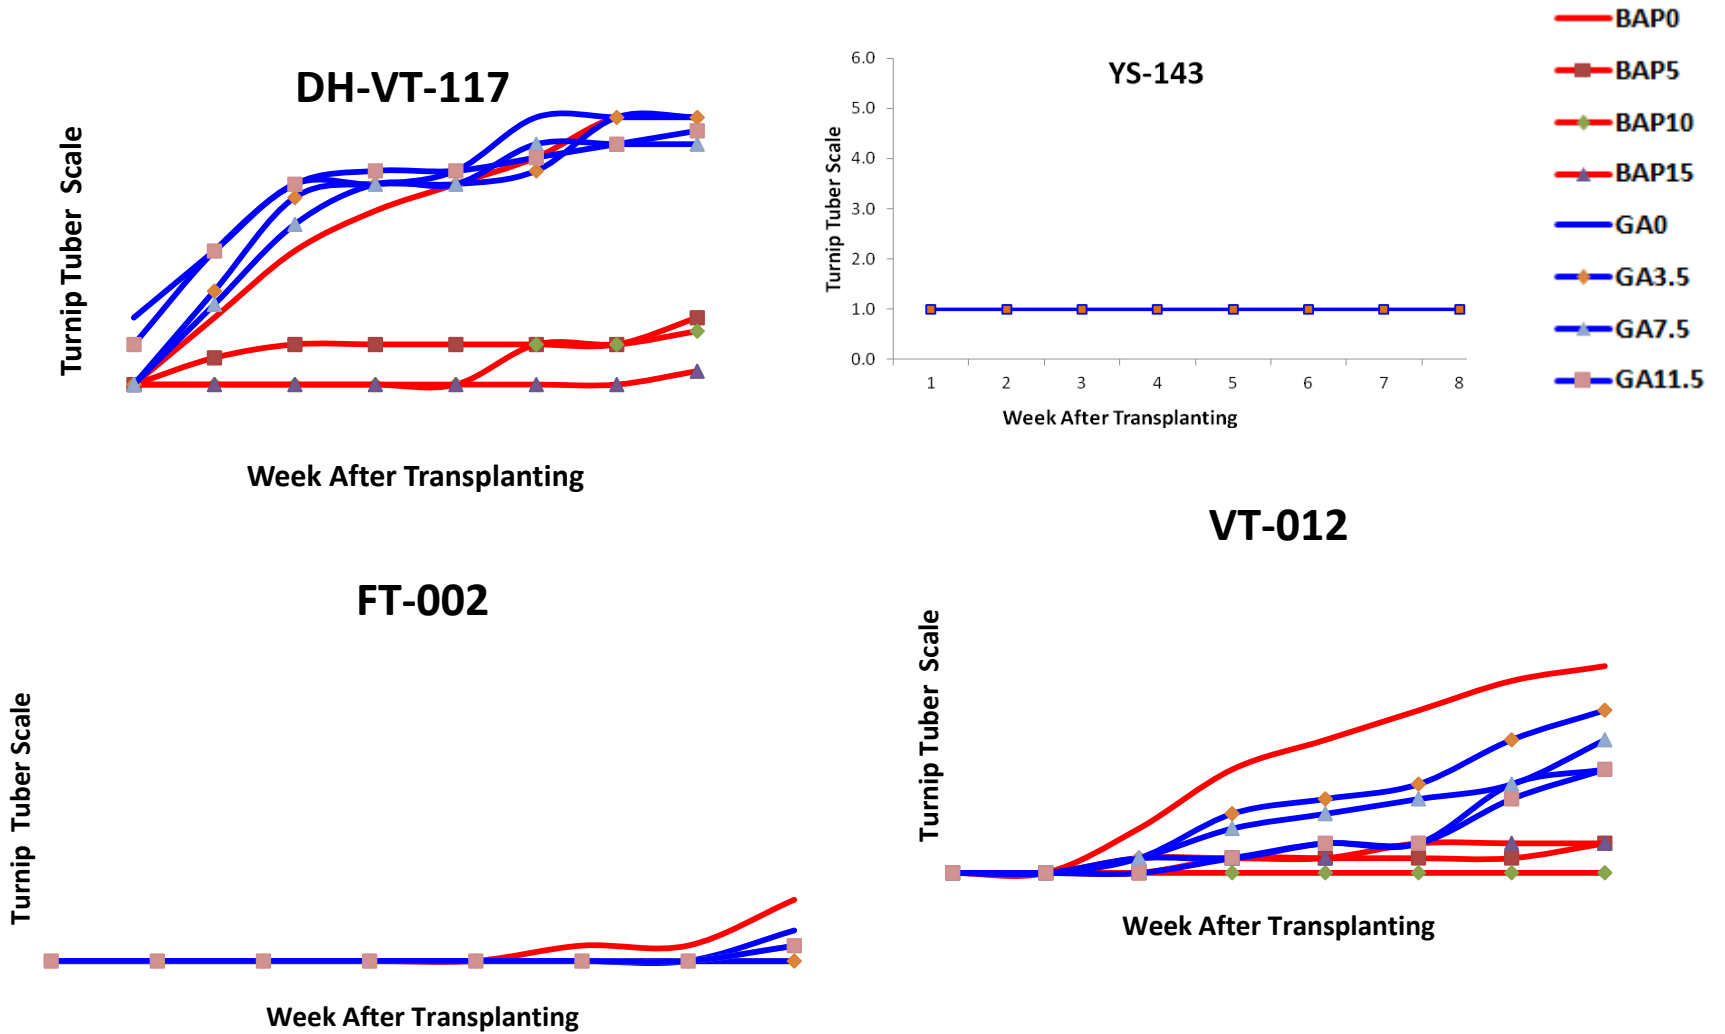 DH-VT-117
Turnip Tuber Scale
Week After Transplanting
YS-143
Turnip Tuber Scale
6.0
5.0
4.0
3.0
2.0
1.0
0.0
1 2 3 4 5 6 7 8
Week After Transplanting
BAP0
BAP5
BAP10
BAP15
GA0
GA3.5
GA7.5
GA11.5
FT-002
Turnip Tuber Scale
Week After Transplanting
VT-012
Turnip Tuber Scale
Week After Transplanting